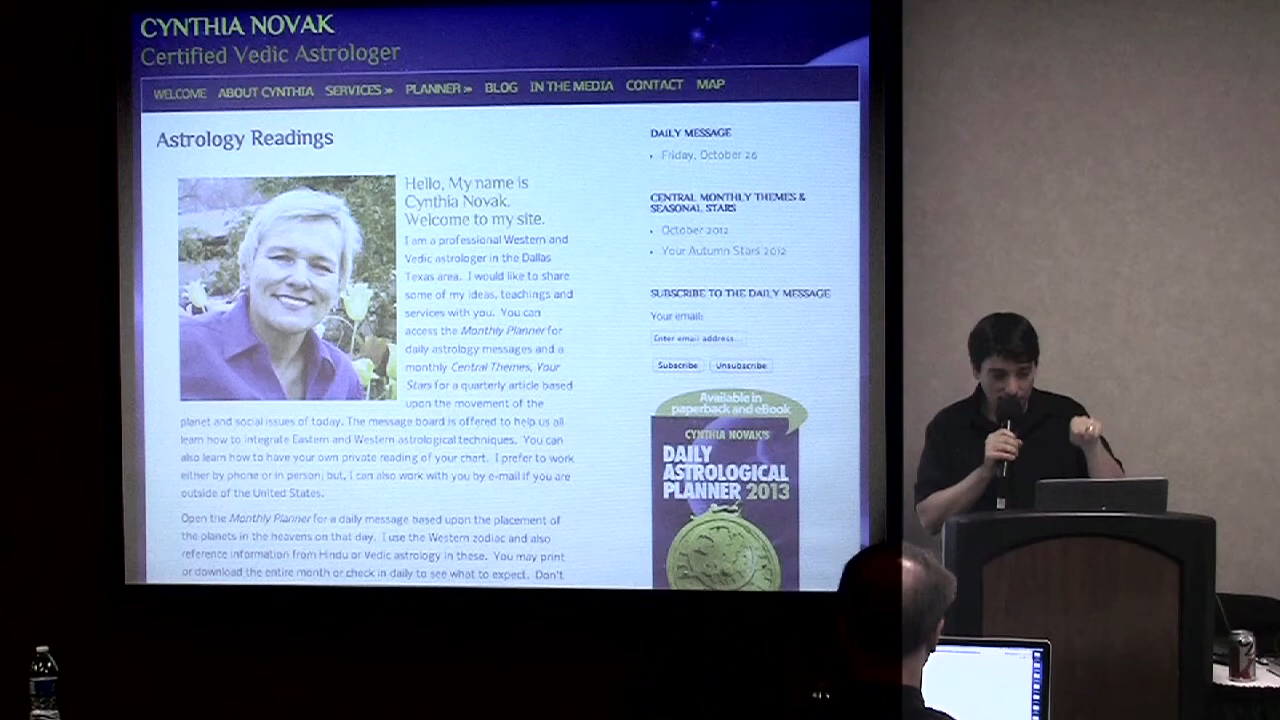 CYNTHIA NOVAK
Certified Vedic Astrologer
WELCOME ABOUT CYNTHIA SERVICES » PLANNER » BLOG IN THE MEDIA CONTACT MAP
Astrology Readings
Hello, My name is
Cynthia Novak.
Welcome to my site.
I am a professional Western and
Vedic astrologer in the Dallas
Texas area. I would like to share
some of my ideas, teachings and
services with you. You can
access the Monthly Planner for
daily astrology messages and a
monthly Central Themes, Your
Stars for a quarterly article based
upon the movement of the
planet and social issues of today. The message board is offered to help us all
learn how to integrate Eastern and Western astrological techniques. You can
also learn how to have your own private reading of your chart. I prefer to work
either by phone or in person; but, I can also work with you by e-mail if you are
outside of the United States.
Open the Monthly Planner for a daily message based upon the placement of
the planets in the heavens on that day. I use the Western zodiac and also
reference information from Hindu or Vedic astrology in these. You may print
or download the entire month or check in daily to see what to expect. Don't
DAILY MESSAGE
• Friday, October 26
CENTRAL MONTHLY THEMES &
SEASONAL STARS
• October 2012
• Your Autumn Stars 2012
SUBSCRIBE TO THE DAILY MESSAGE
Your email:
Enter email address...
Subscribe Unsubscribe
Available in
paperback and eBook
CYNTHIA NOVAK'S
DAILY
ASTROLOGICAL
PLANNER 2013